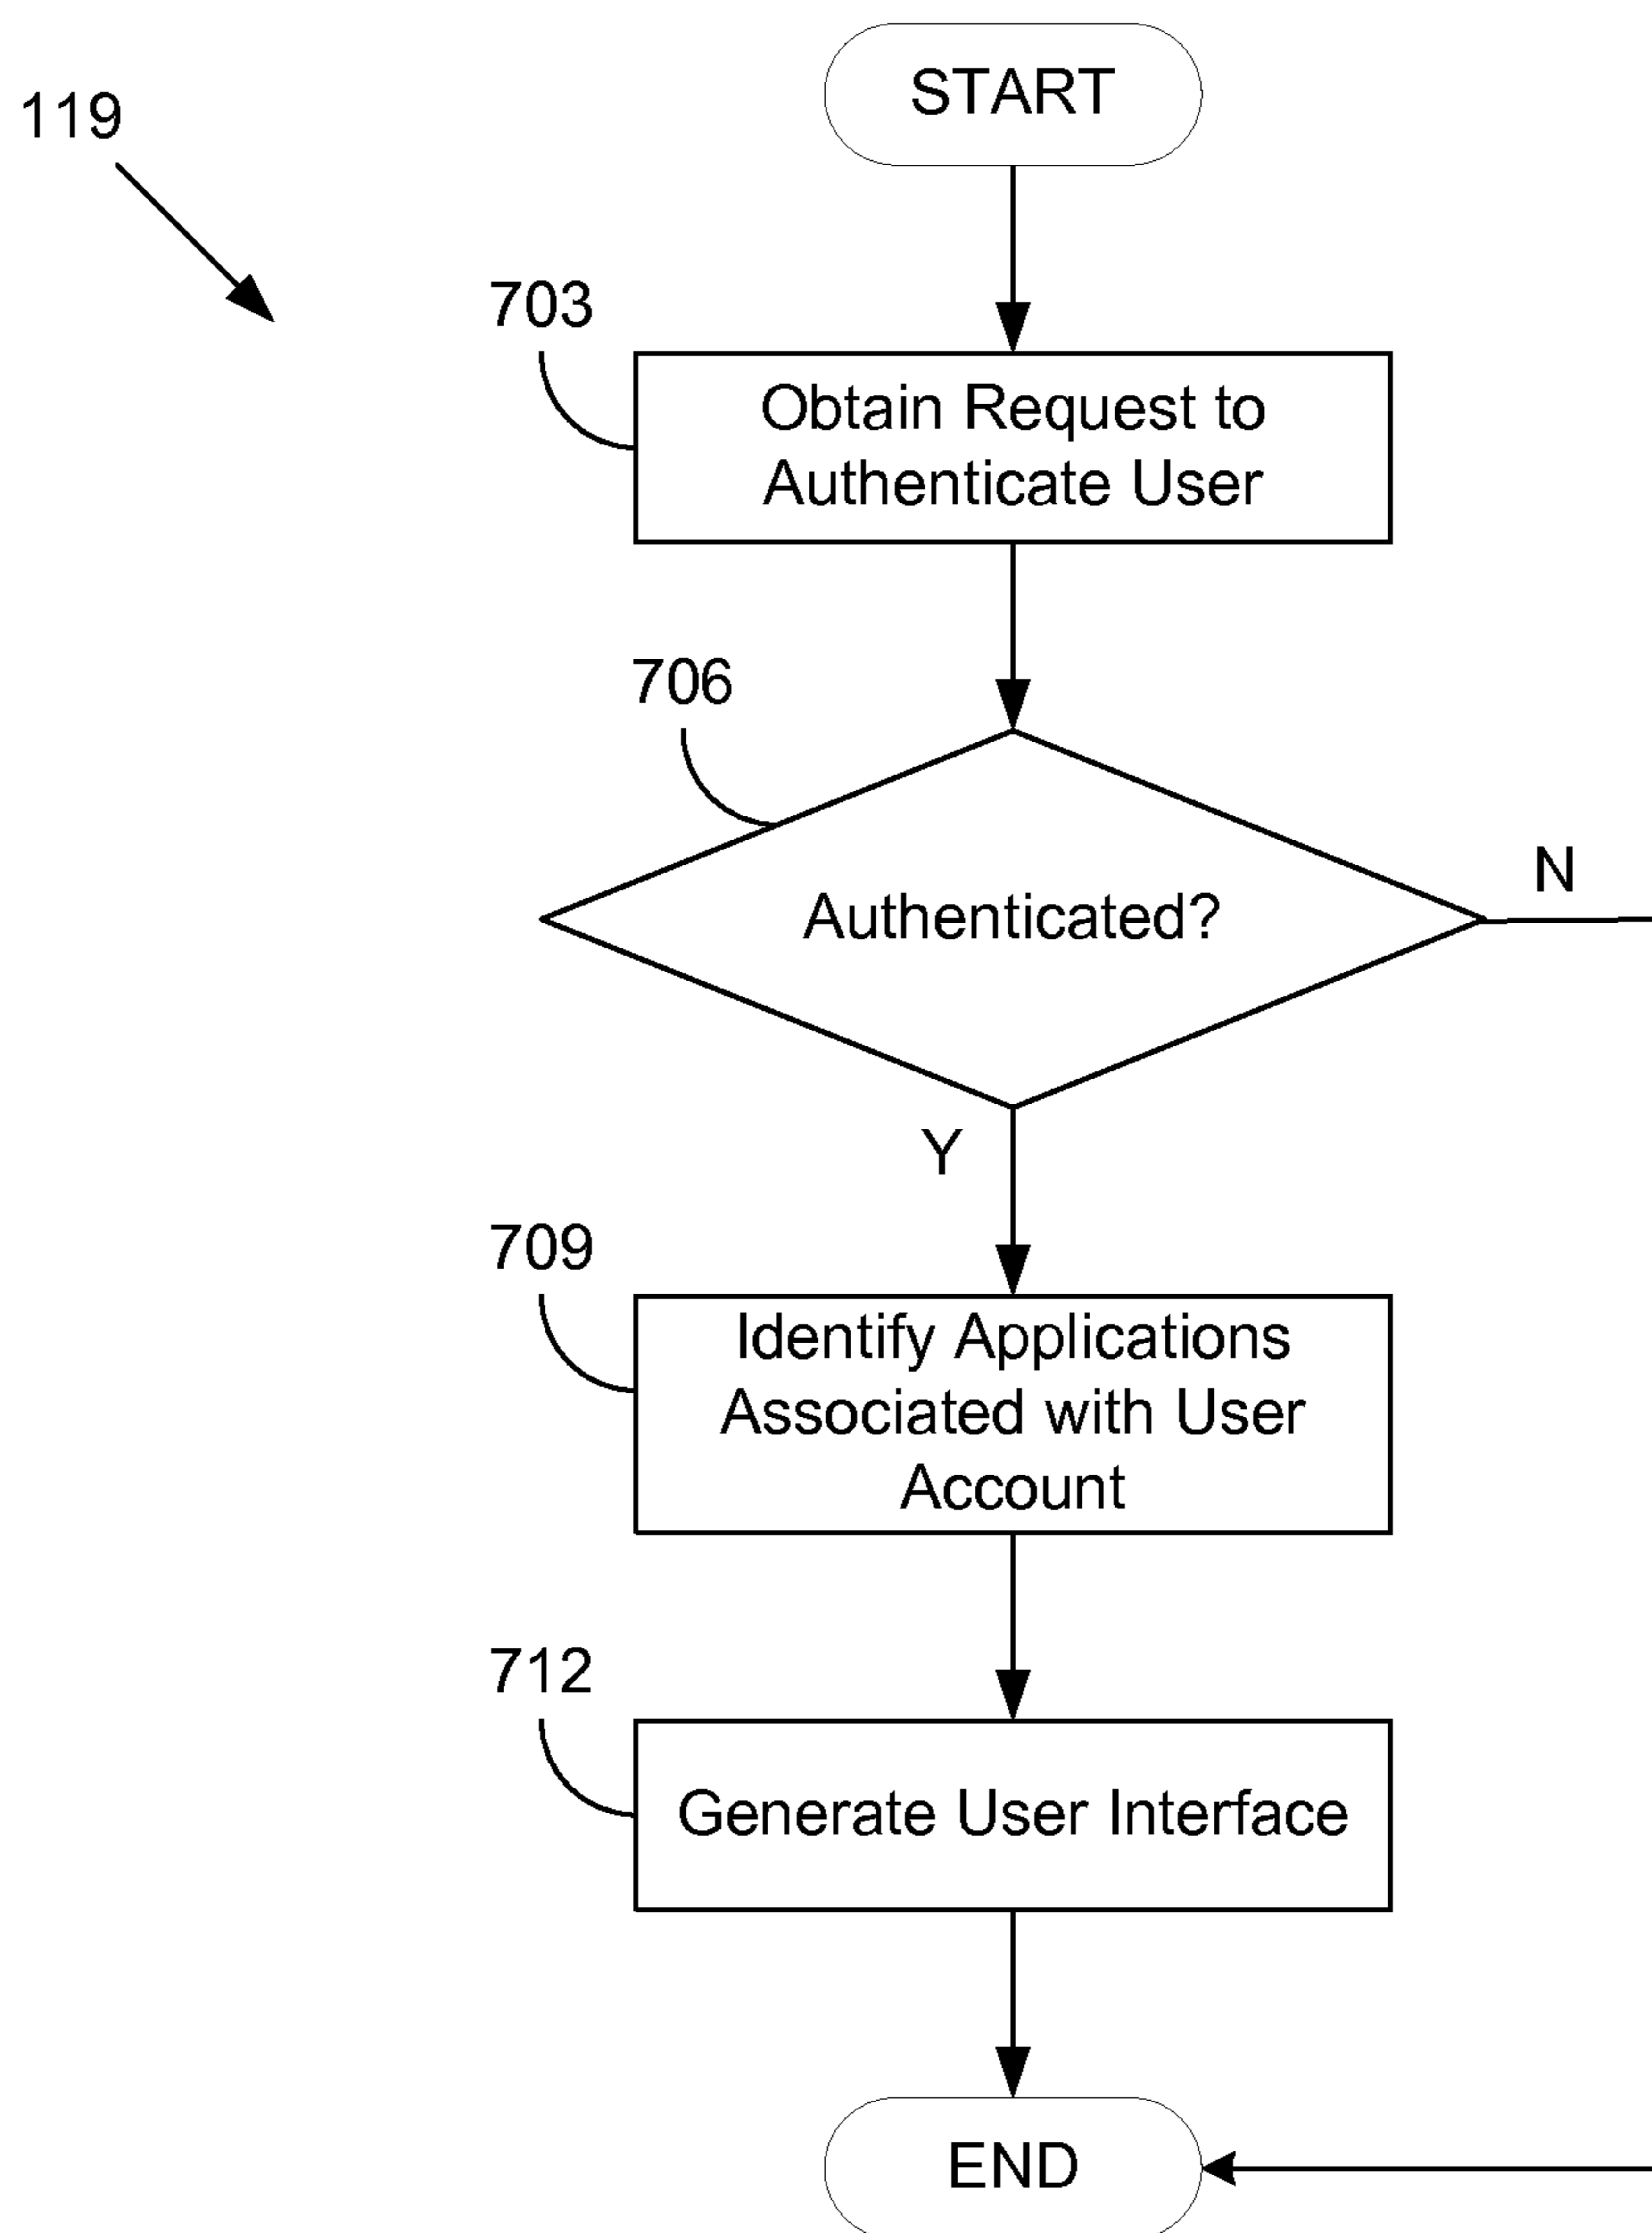 START
119
703
Obtain Request to
Authenticate User
706
Authenticated?
N
Y
709
Identify Applications
Associated with User
Account
712
Generate User Interface
END